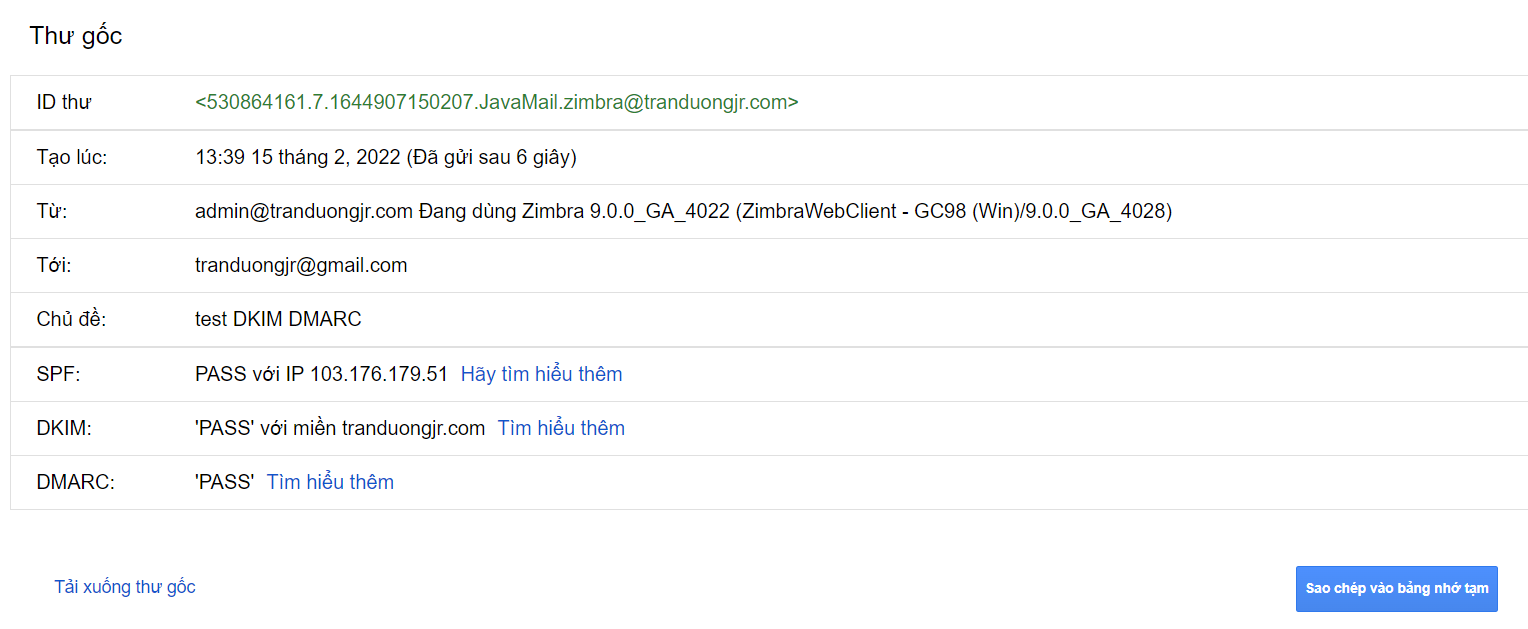 Thư gốc
ID thư <530864161.7.1644907150207.JavaMail.zimbra@tranduongjr.com>
Tạo lúc: 13:39 15 tháng 2, 2022 (Đã gửi sau 6 giây)
Từ: admin@tranduongjr.com Đang dùng Zimbra 9.0.0_GA_4022 (ZimbraWebClient - GC98 (Win)/9.0.0_GA_4028)
Tới: tranduongjr@gmail.com
Chủ đề: test DKIM DMARC
SPF: PASS với IP 103.176.179.51 Hãy tìm hiểu thêm
DKIM: 'PASS' với miền tranduongjr.com Tìm hiểu thêm
DMARC: 'PASS' Tìm hiểu thêm
Tải xuống thư gốc Sao chép vào bảng nhớ tạm